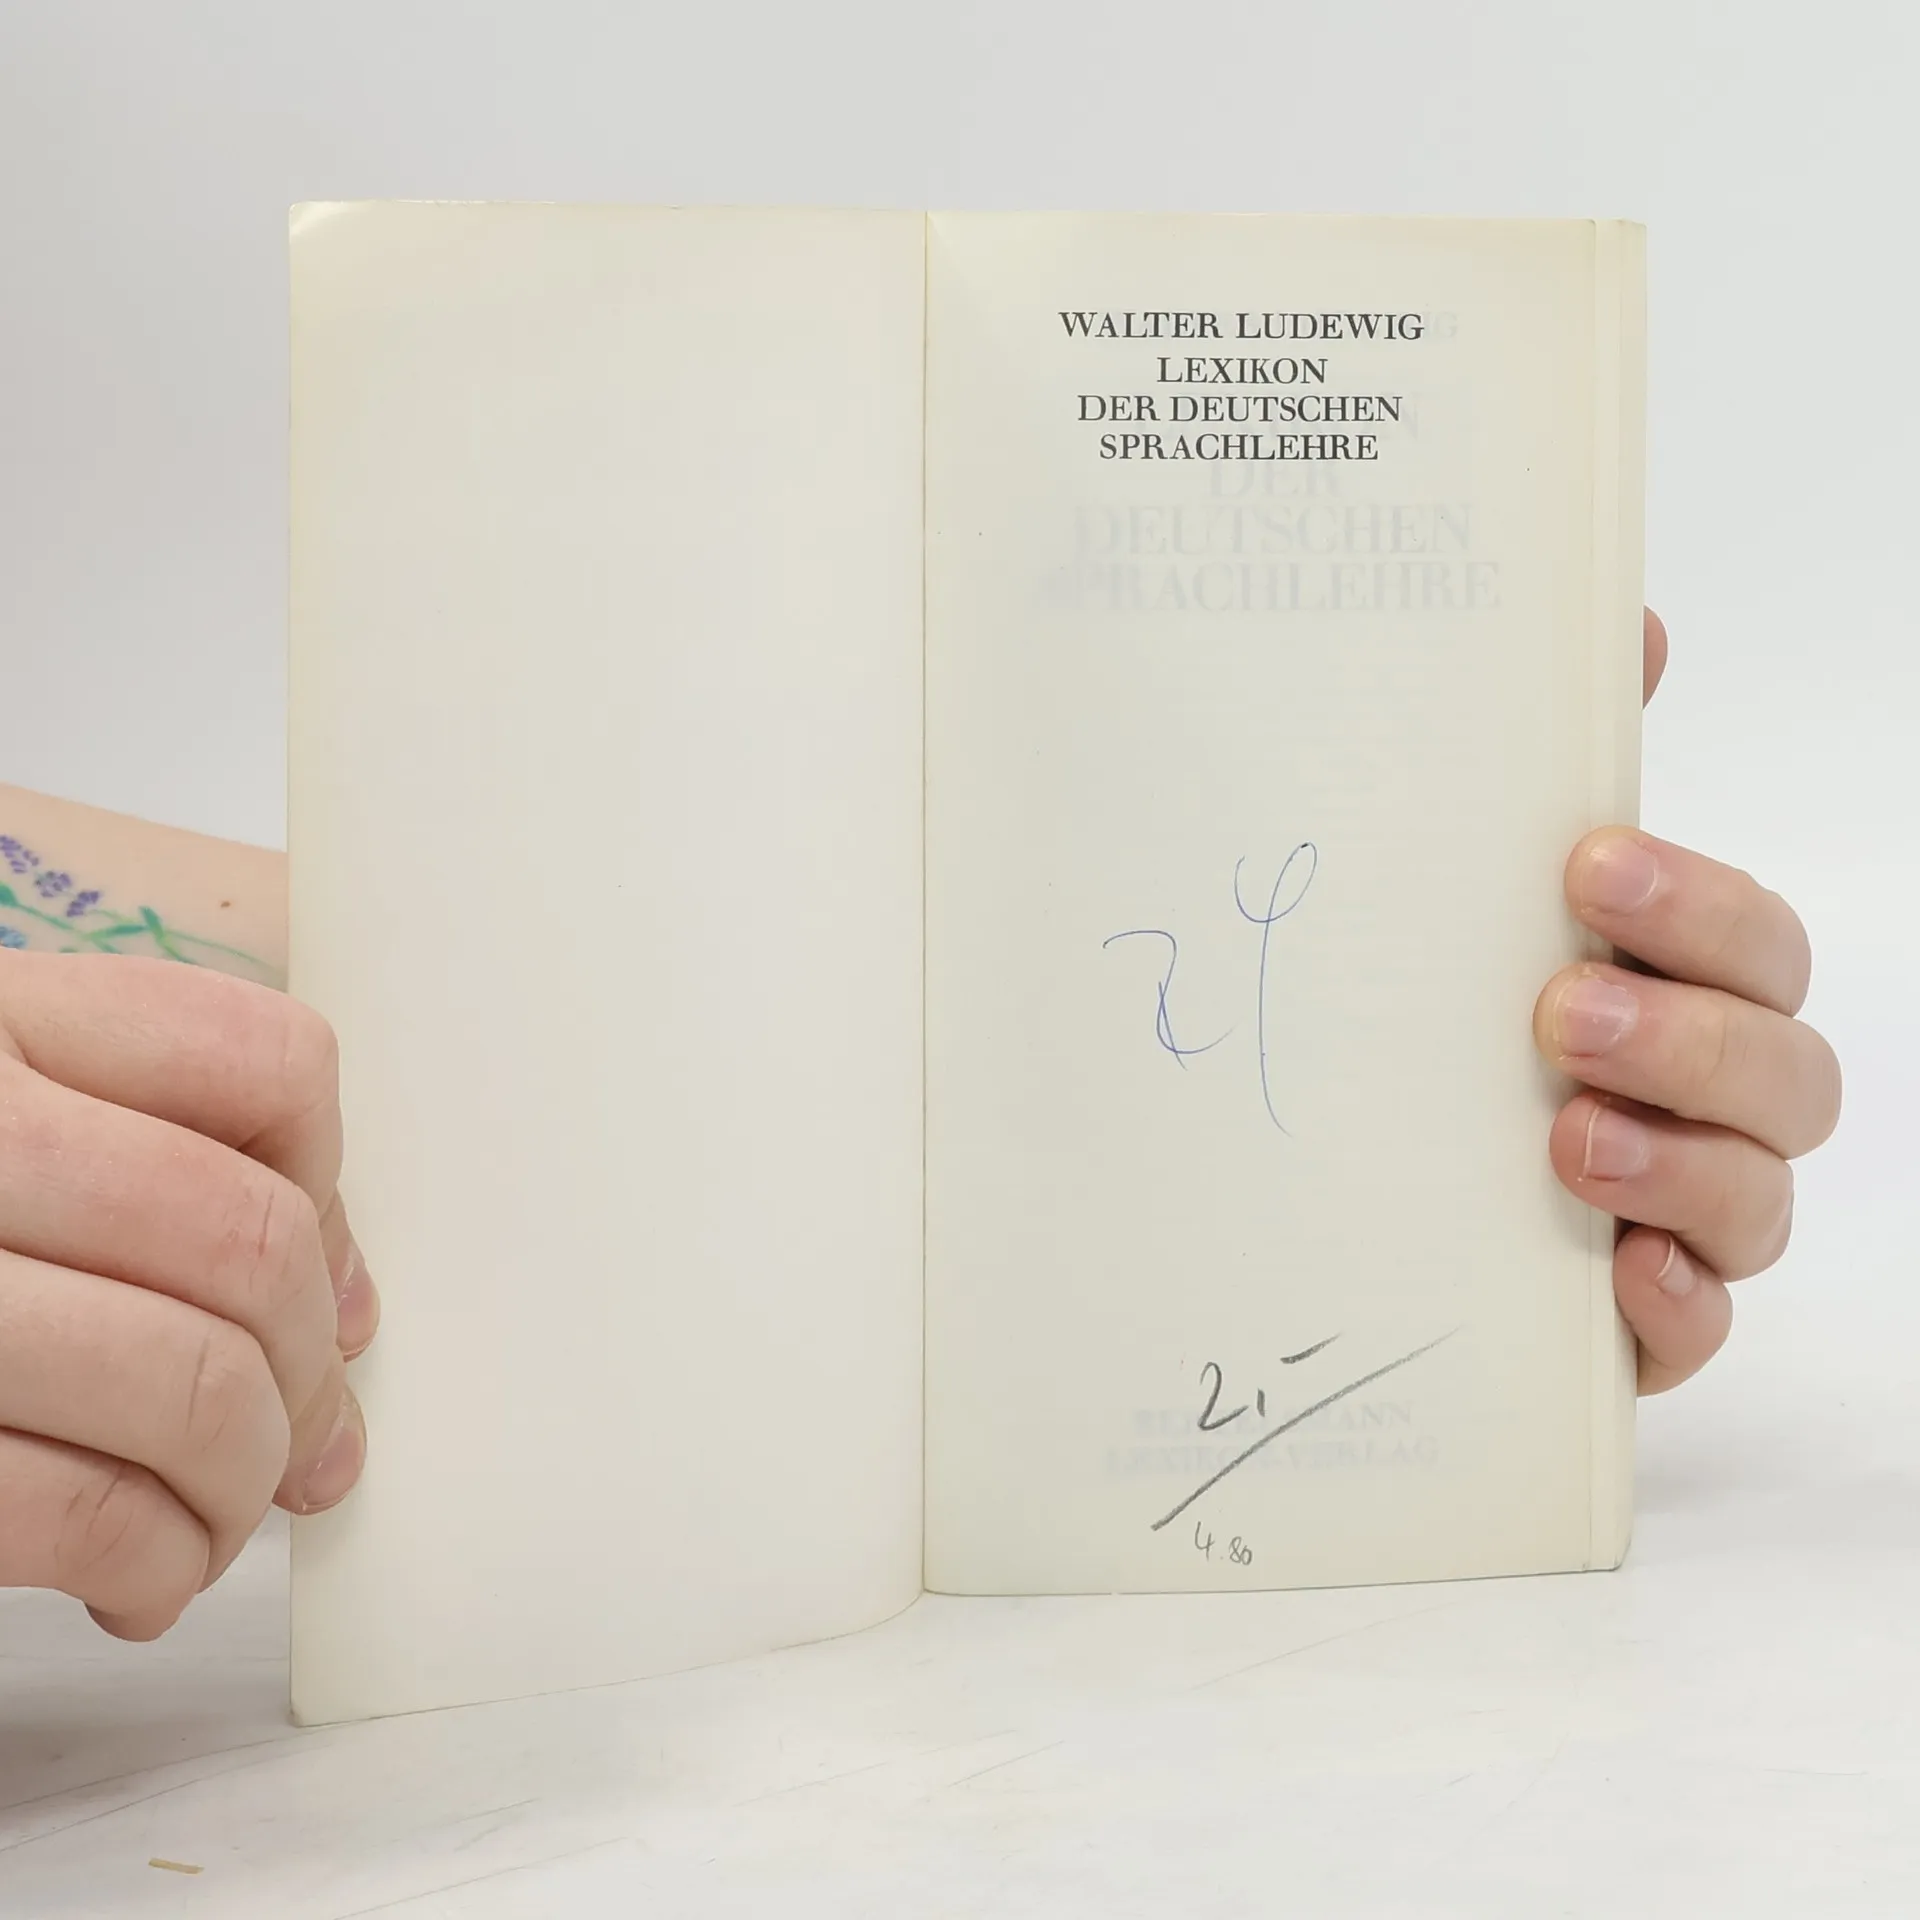 WALTER LUDEWIG
LEXIKON
DER DEUTSCHEN
SPRACHLEHRE
2,-
4.80